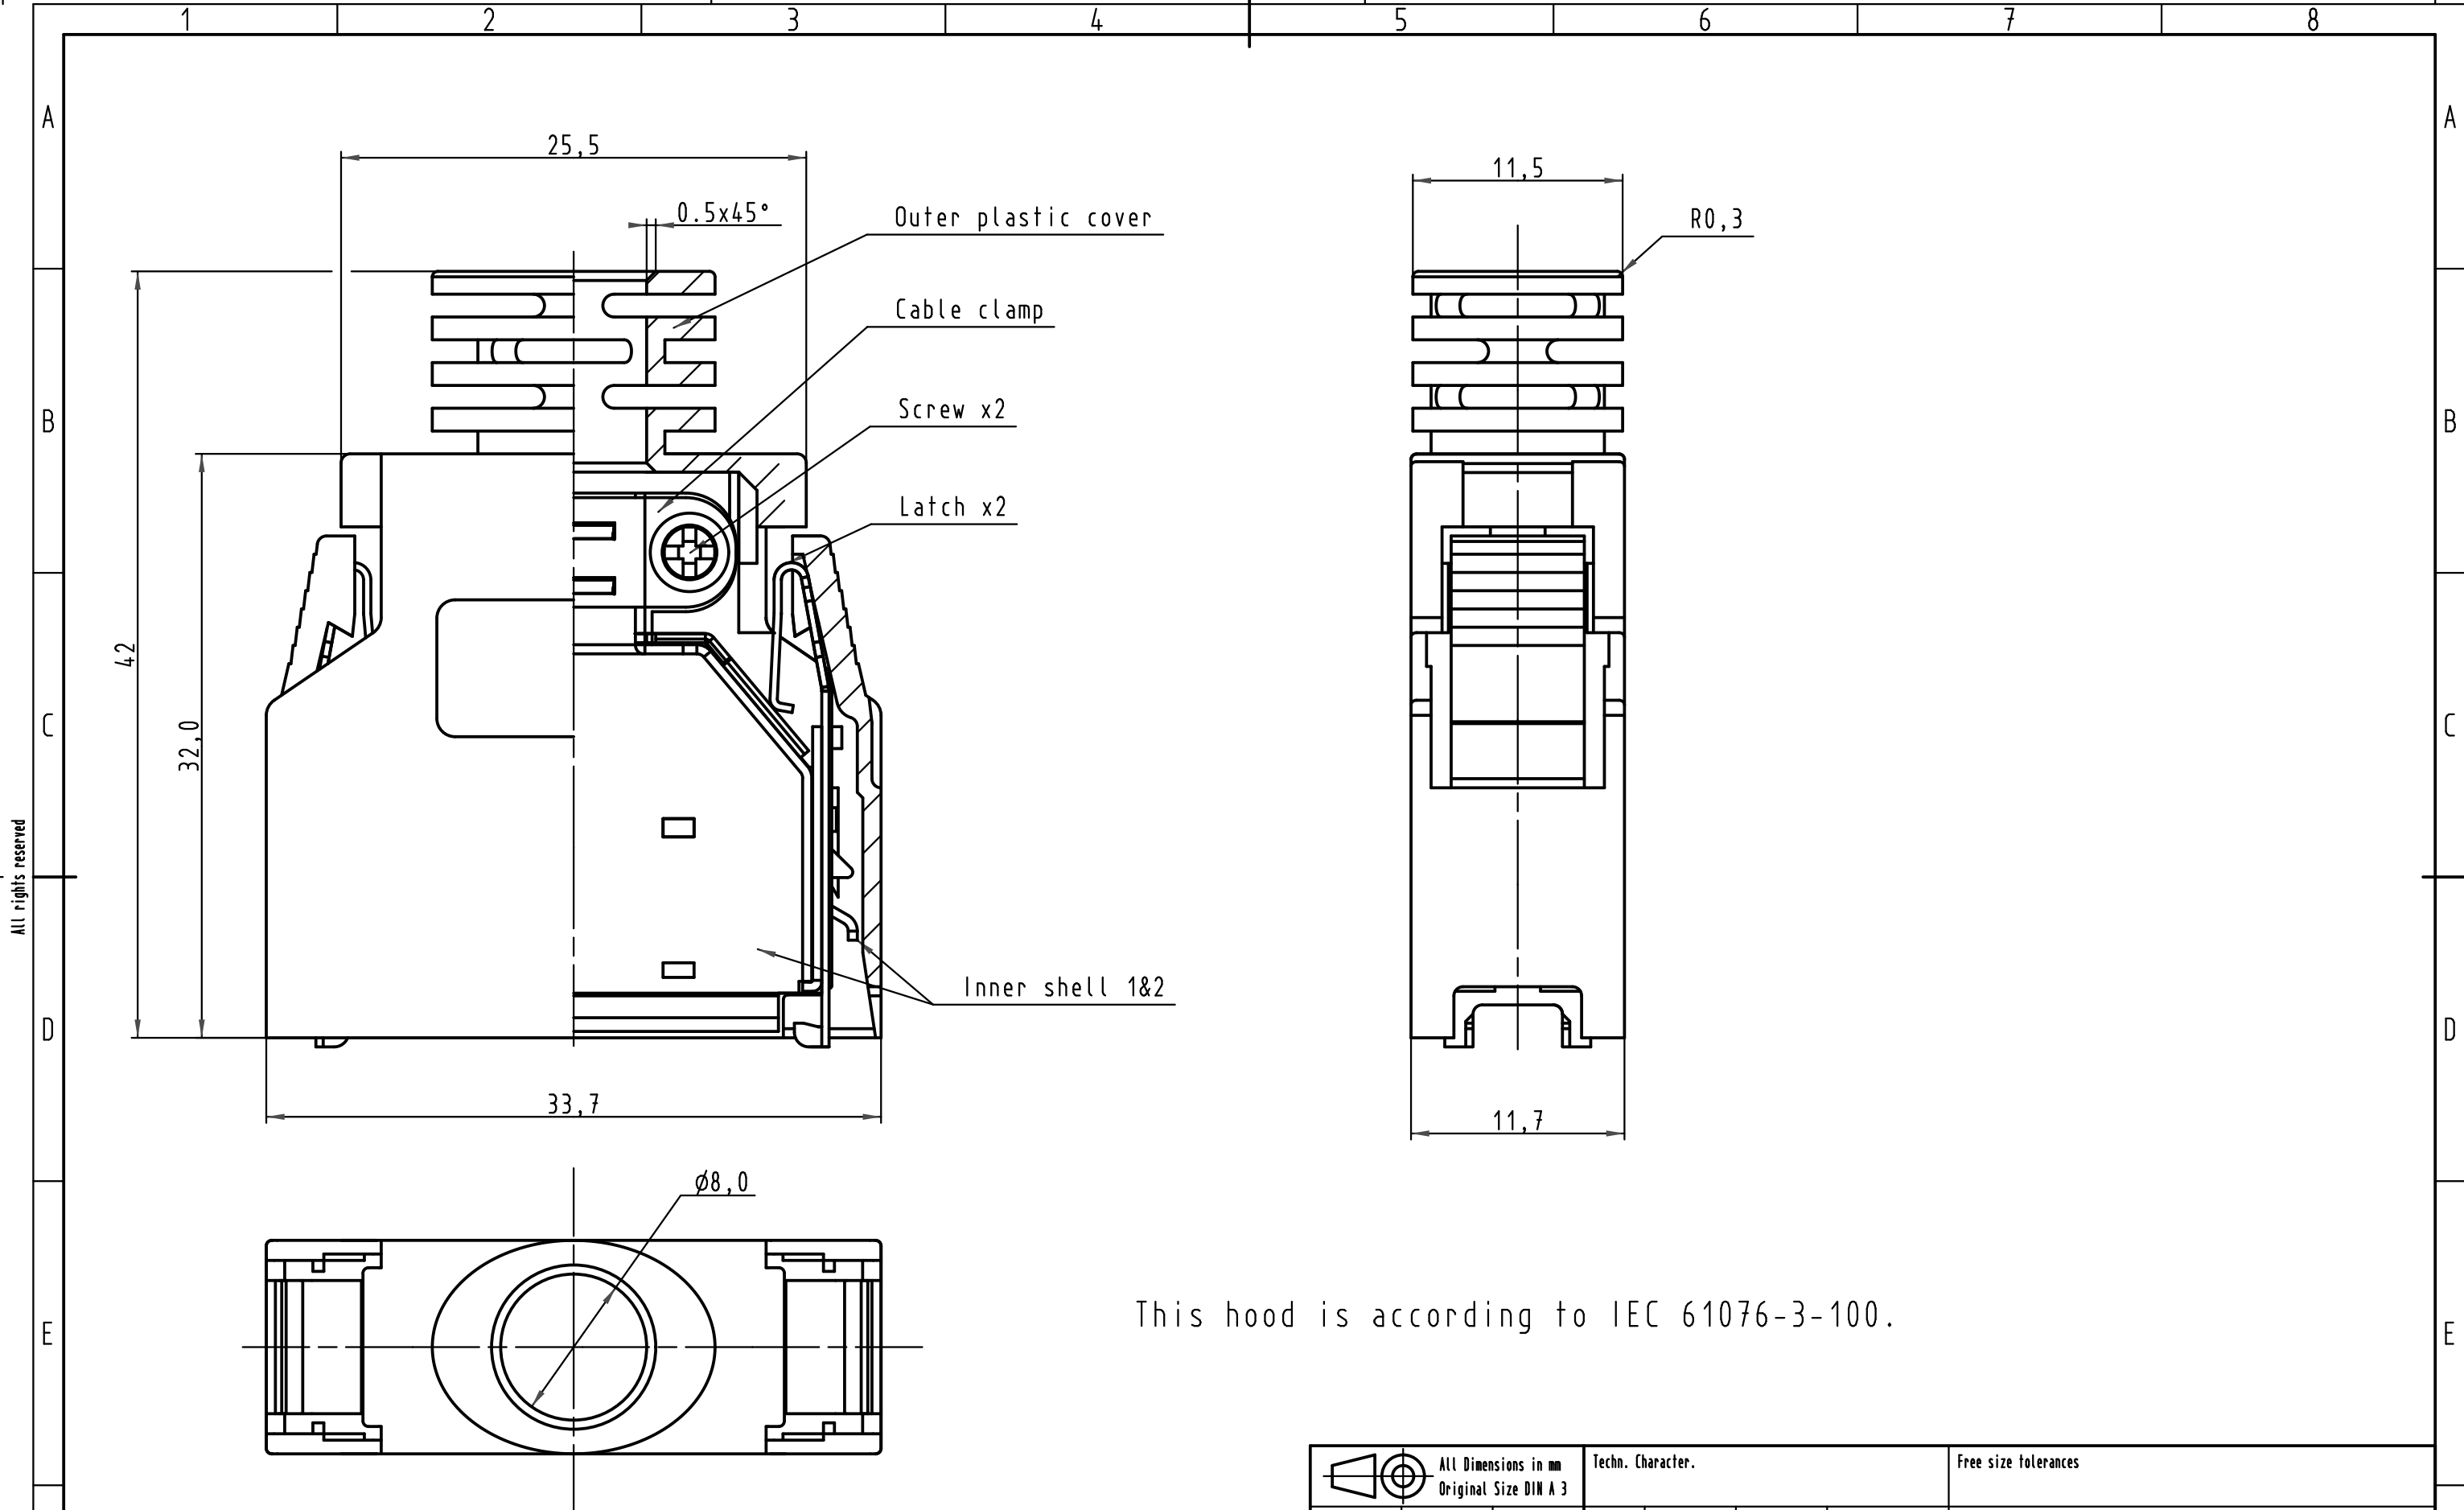 1 2 3 4 5 6 7 8
A A
25,5
11,5
0.5x45°
Outer plastic cover
R0,3
Cable clamp
B B
Screw x2
Latch x2
42
32,0
C C
All rights reserved
Inner shell 1&2
D D
33,7
11,7
Ø8,0
This hood is according to IEC 61076-3-100.
E E
All Dimensions in mm
Original Size DIN A 3
Techn. Character.
Free size tolerances